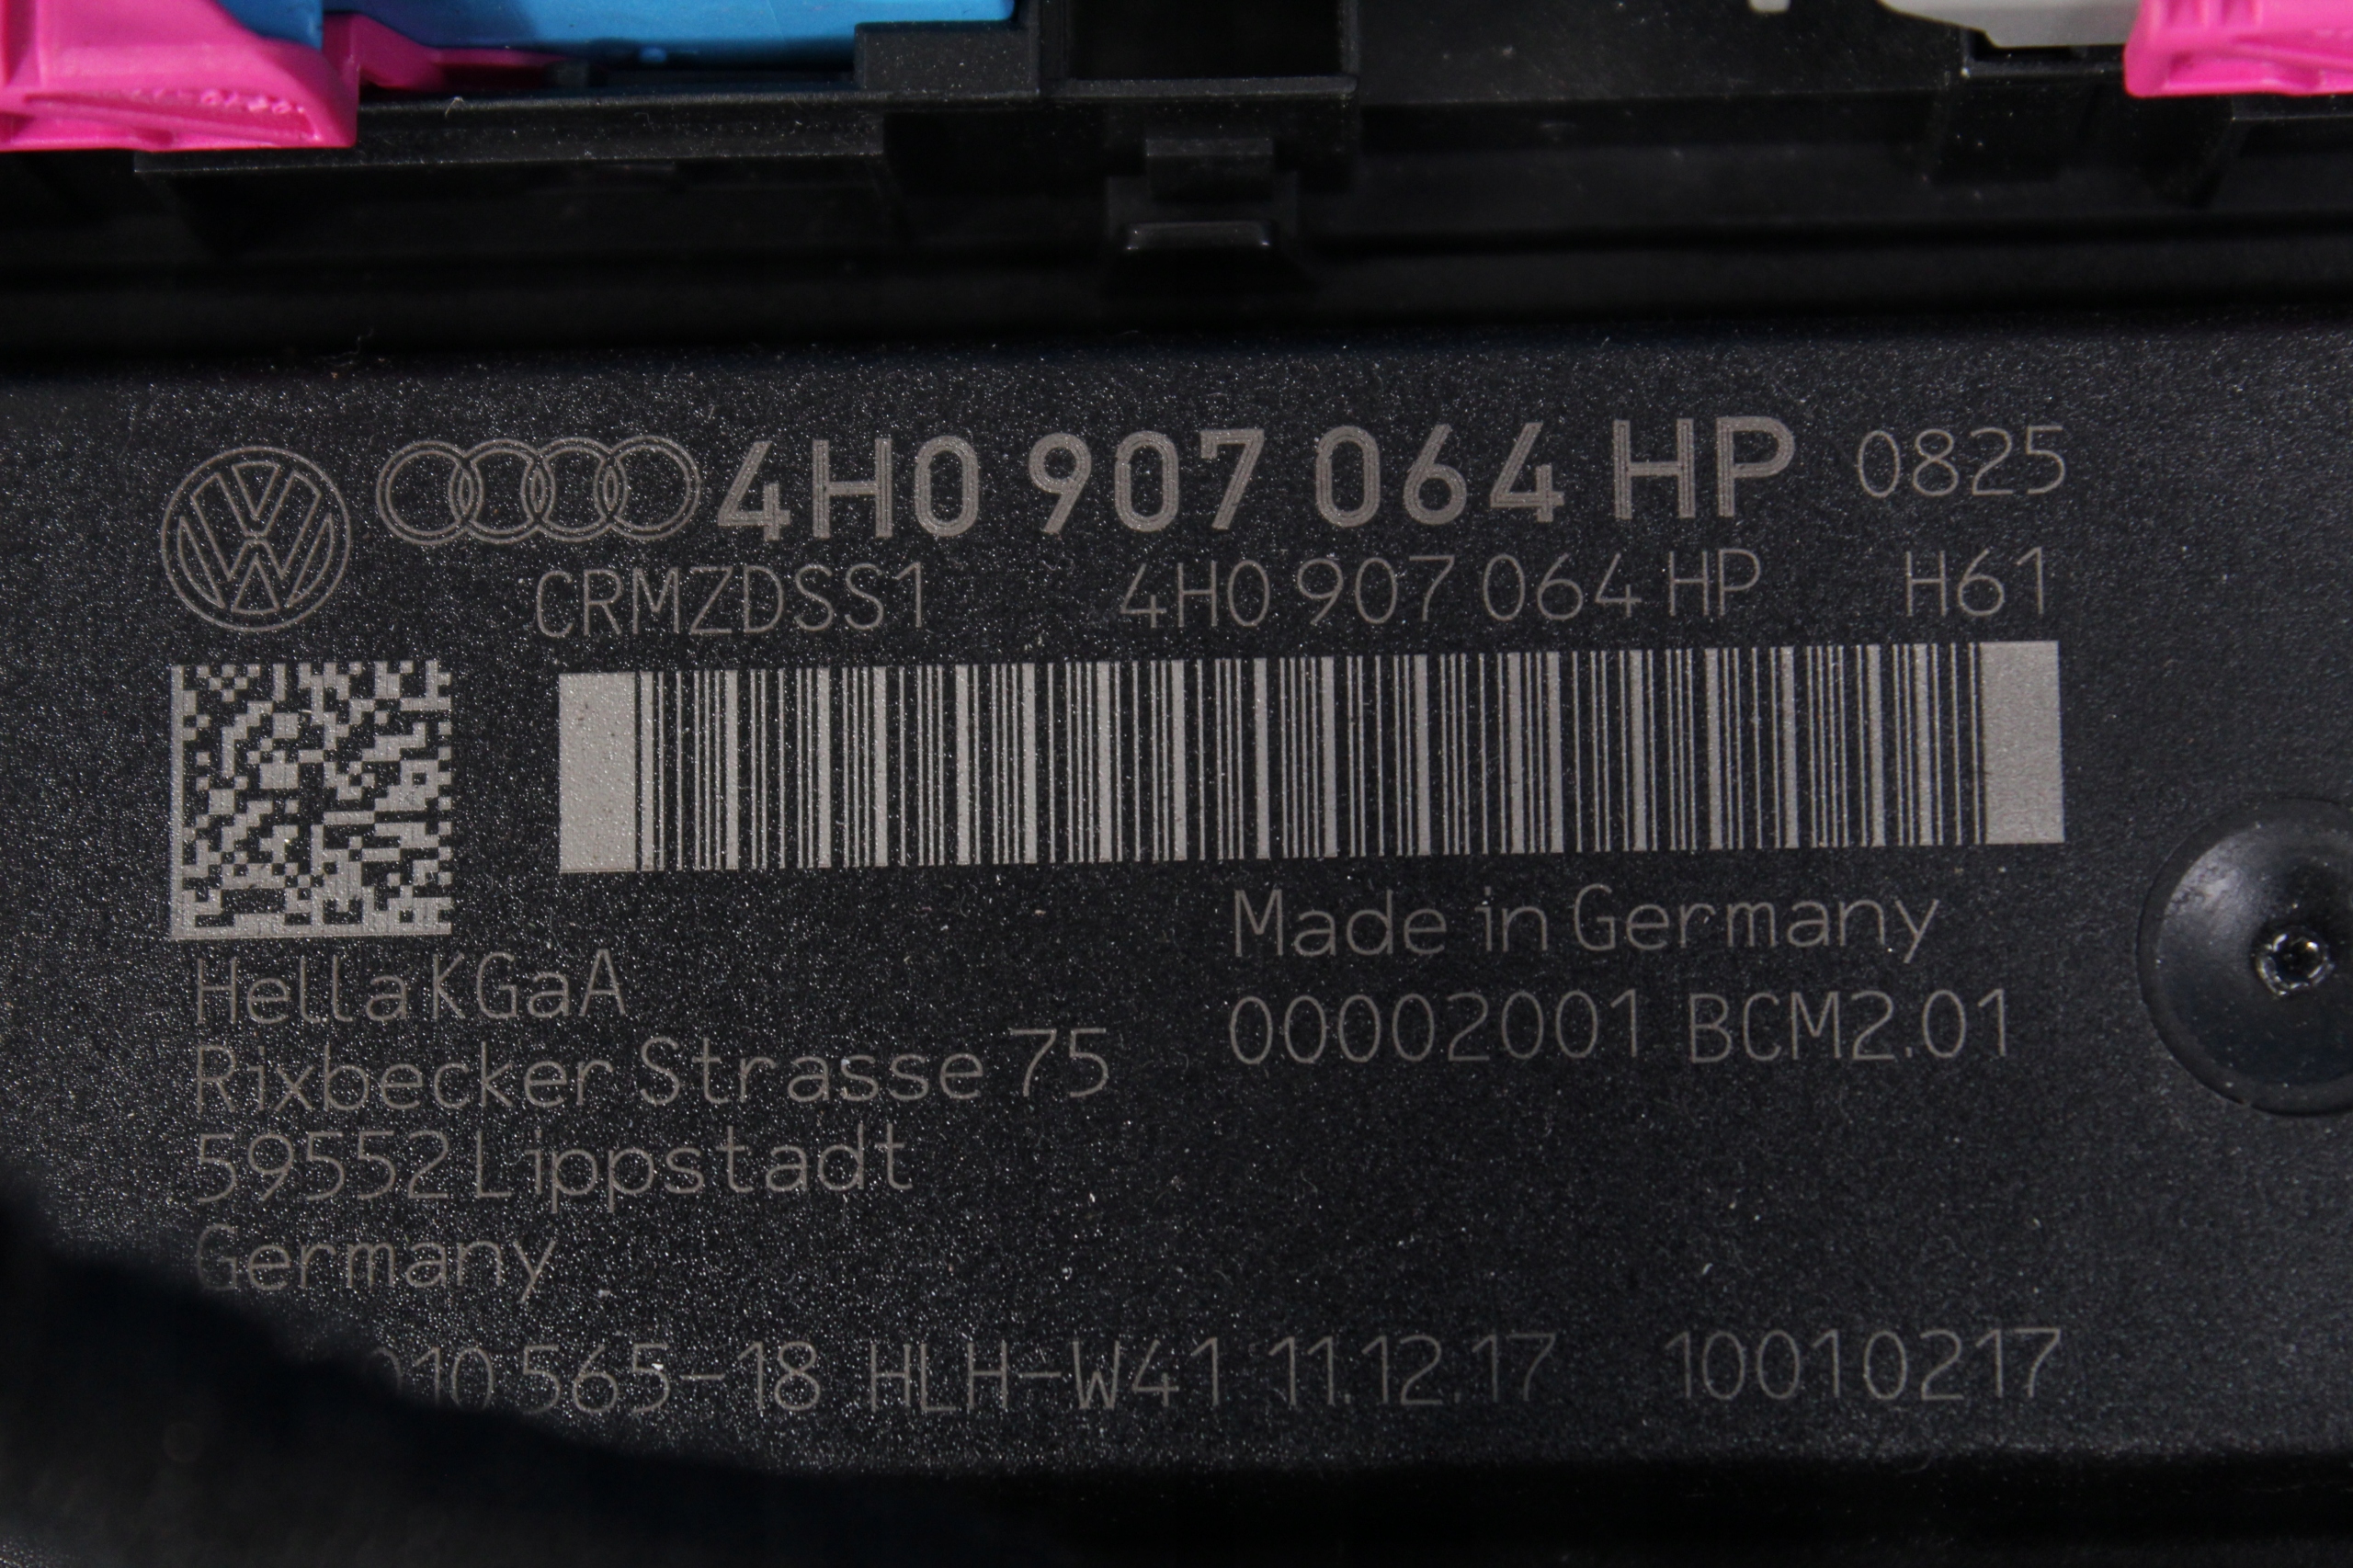 4H0 907 064 HP 0825
CRMZDSS1 4H0 907 064 HP H61
Made in Germany
00002001 BCM2.01
Hella KGaA
Rixbecker Strasse 75
59552 Lippstadt
Germany
565-18 HLH-W41 11.12.17 10010217